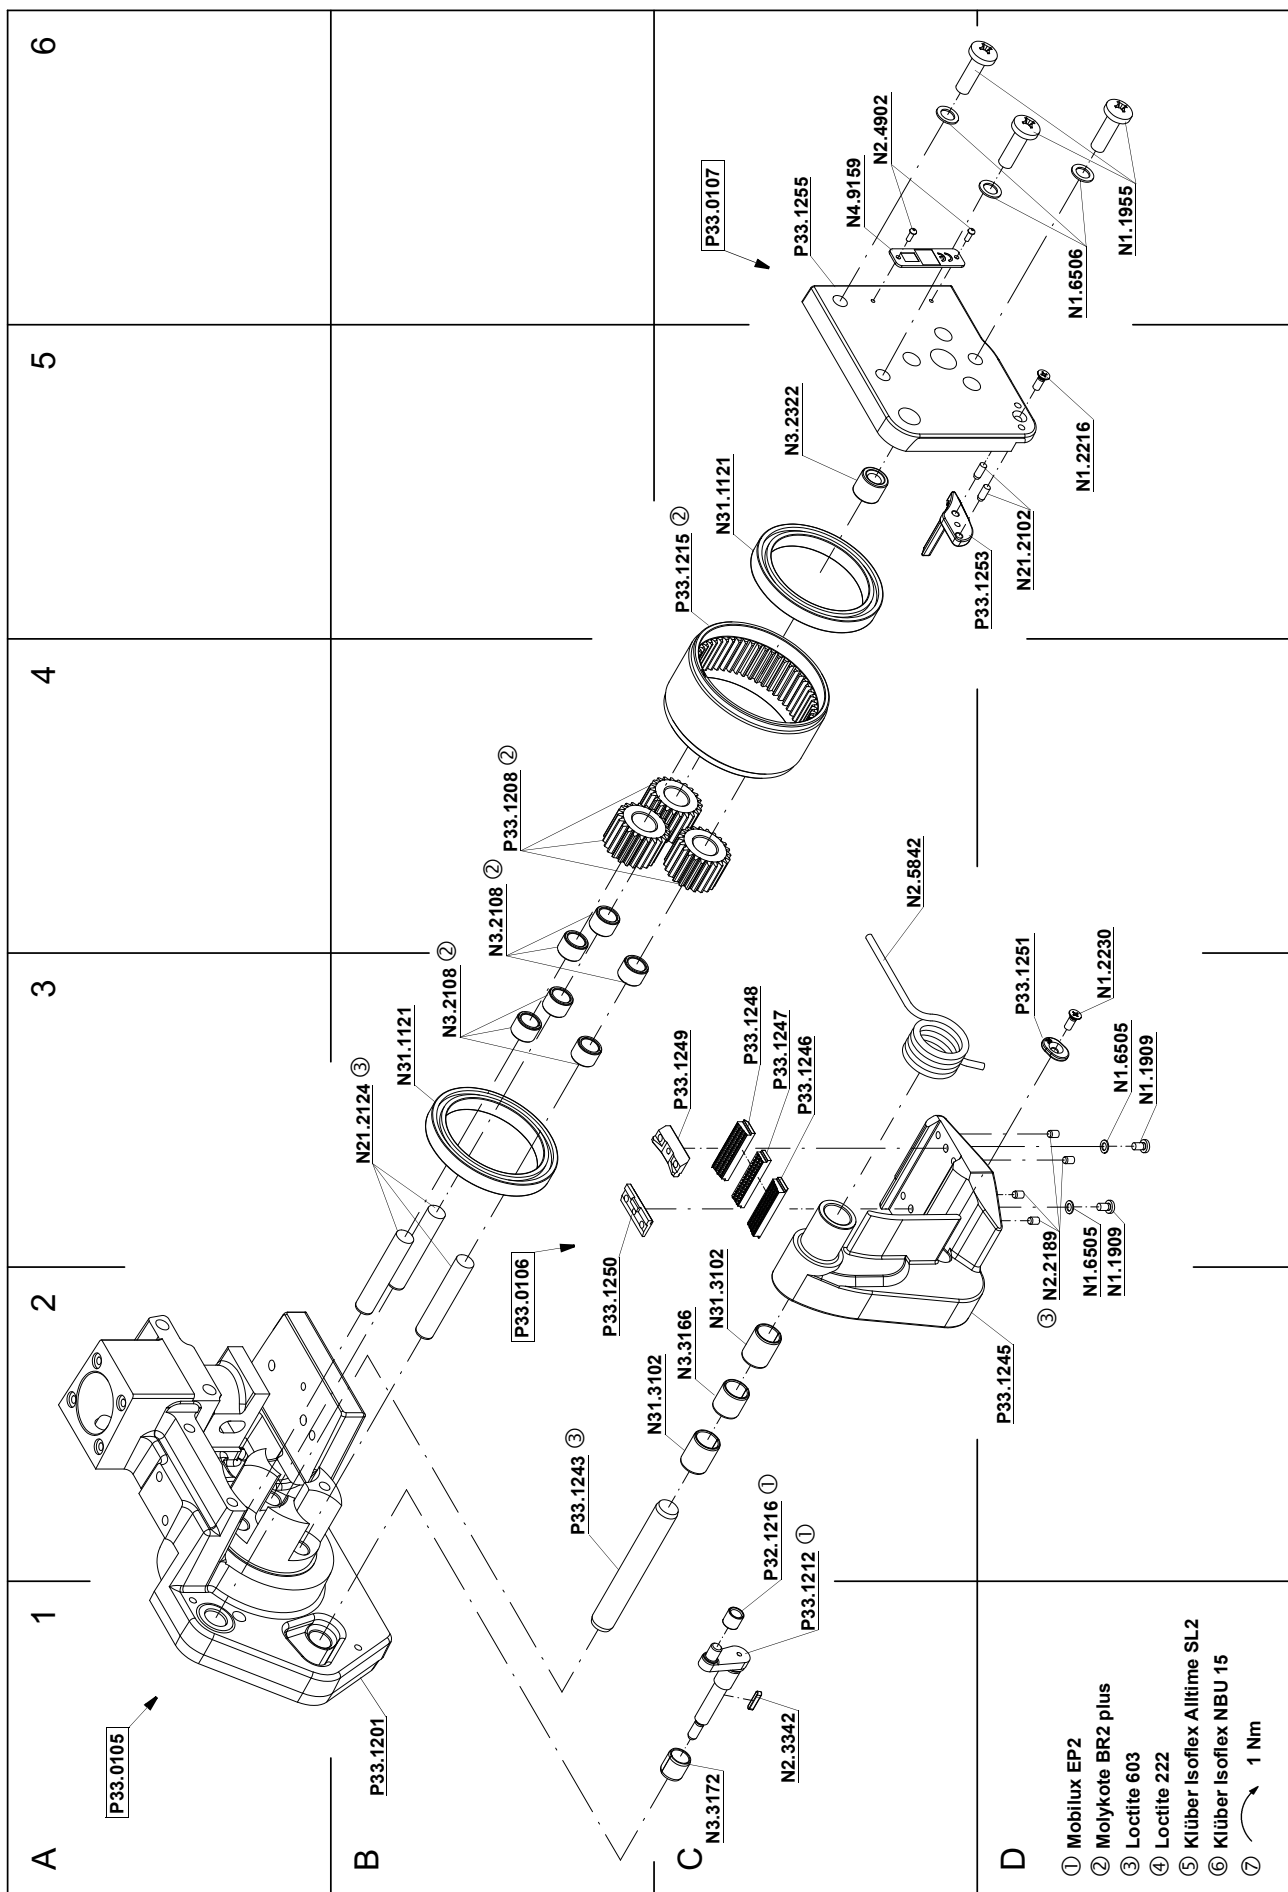 1
2
3
4
5
6
A
B
C
D
P33.0105
P33.1201
N21.2124 ③
N31.1121
N3.2108 ②
N3.2108 ②
P33.1208 ②
P33.1215 ②
N31.1121
N3.2322
P33.0107
P33.1255
N4.9159
N2.4902
N1.6506
N1.1955
N1.2216
N21.2102
P33.1253
P33.0106
P33.1250
P33.1249
P33.1248
P33.1247
P33.1246
N2.5842
P33.1251
N1.2230
N1.6505
N1.1909
③ N2.2189
N1.6505
N1.1909
P33.1245
N31.3102
N3.3166
N31.3102
P33.1243 ③
P32.1216 ①
P33.1212 ①
N2.3342
N3.3172
① Mobilux EP2
② Molykote BR2 plus
③ Loctite 603
④ Loctite 222
⑤ Klüber Isoflex Alltime SL2
⑥ Klüber Isoflex NBU 15
⑦ 1 Nm